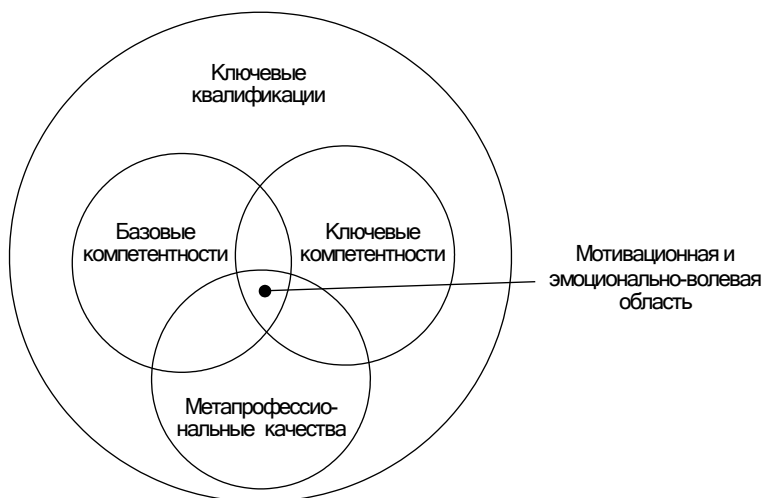 Ключевые
квалификации
Базовые
компетентности
Ключевые
компетентности
Мотивационная и
эмоционально-волевая
область
Метапрофессио-
нальные качества